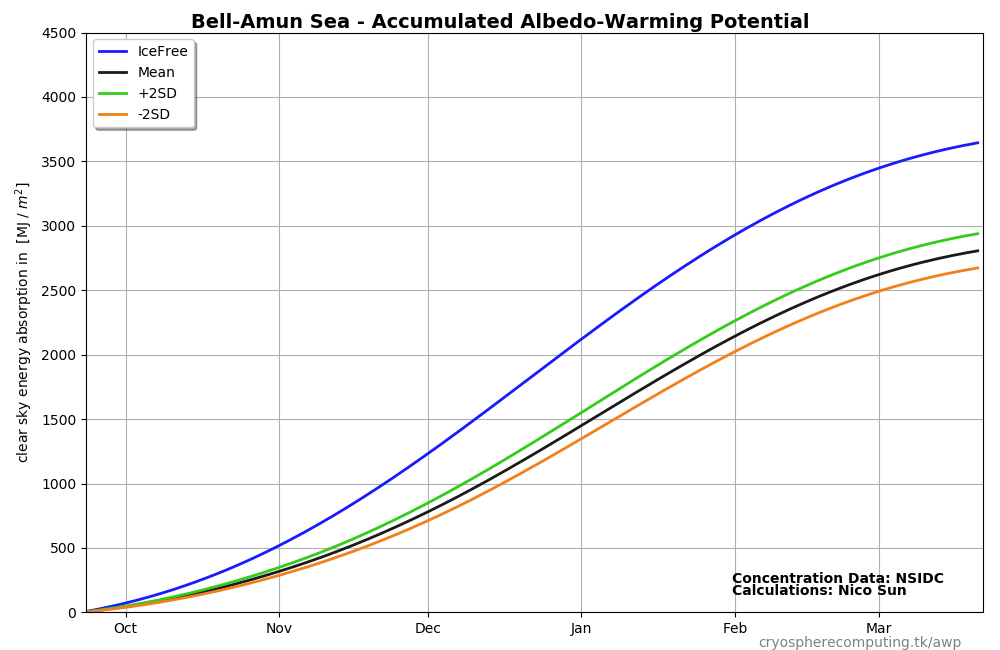 Bell-Amun Sea - Accumulated Albedo-Warming Potential
4500
4000
3500
3000
2500
2000
1500
1000
500
0
clear sky energy absorption in [MJ / m²]
IceFree
Mean
+2SD
-2SD
Concentration Data: NSIDC
Calculations: Nico Sun
Oct Nov Dec Jan Feb Mar
cryospherecomputing.tk/awp